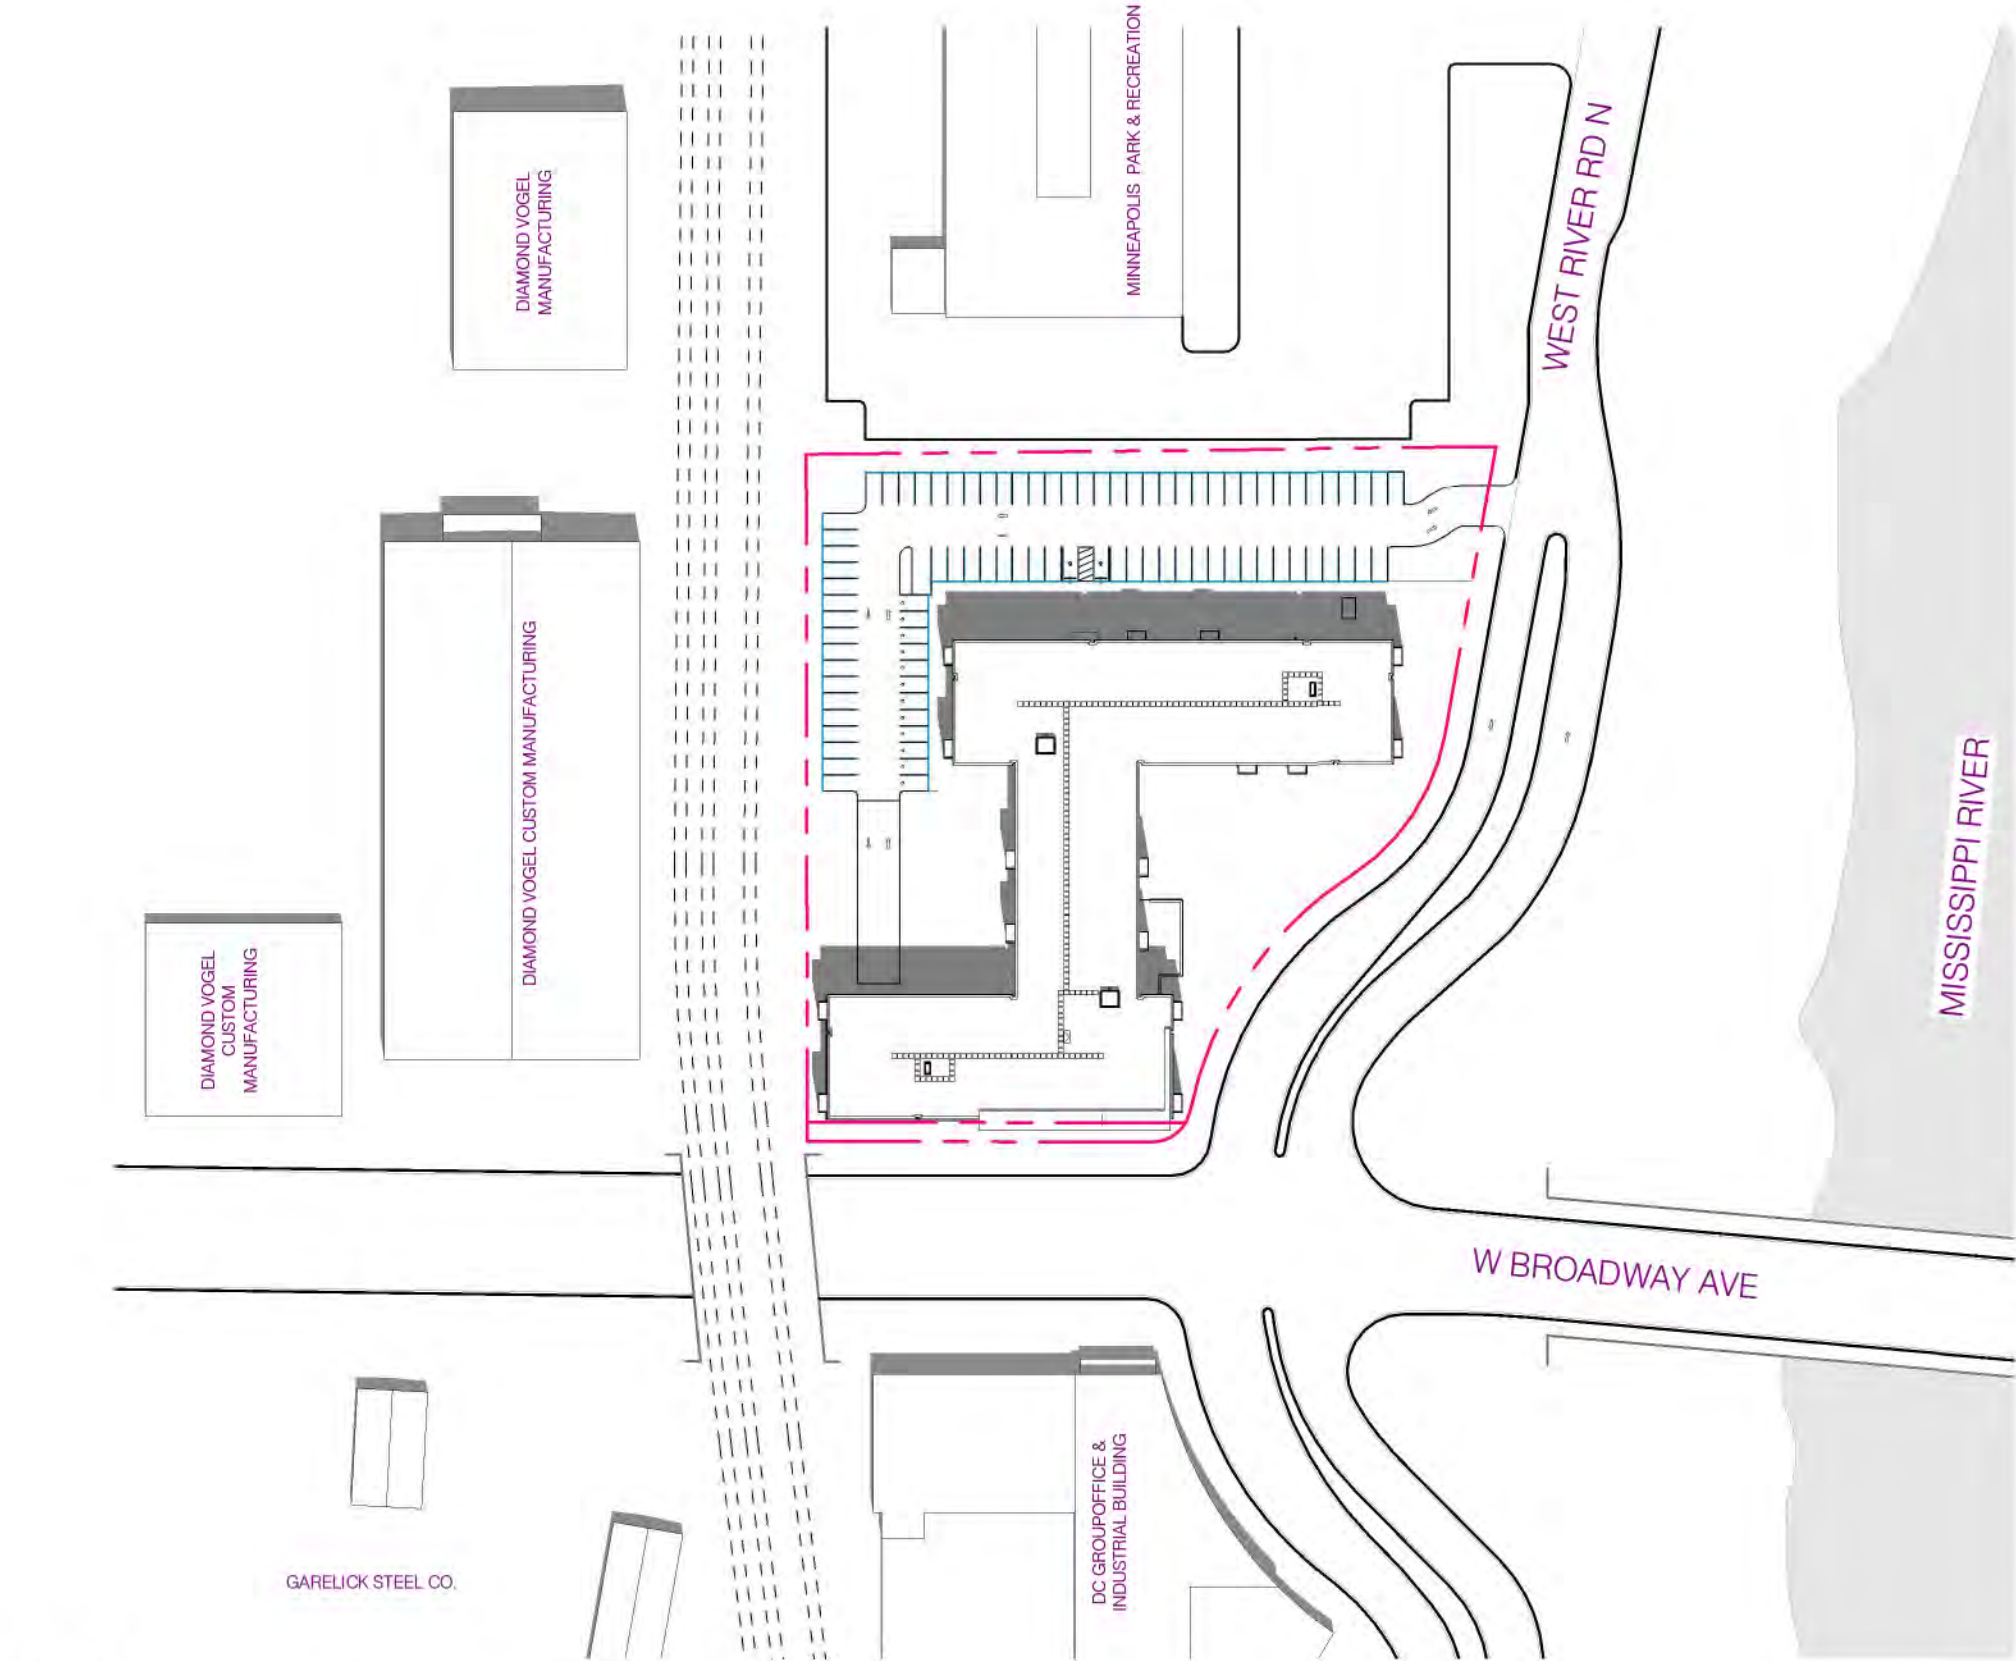 MINNEAPOLIS PARK & RECREATION
WEST RIVER RD N
DIAMOND VOGEL
MANUFACTURING
DIAMOND VOGEL CUSTOM MANUFACTURING
MISSISSIPPI RIVER
DIAMOND VOGEL
CUSTOM
MANUFACTURING
W BROADWAY AVE
DC GROUPOFFICE &
INDUSTRIAL BUILDING
GARELICK STEEL CO.